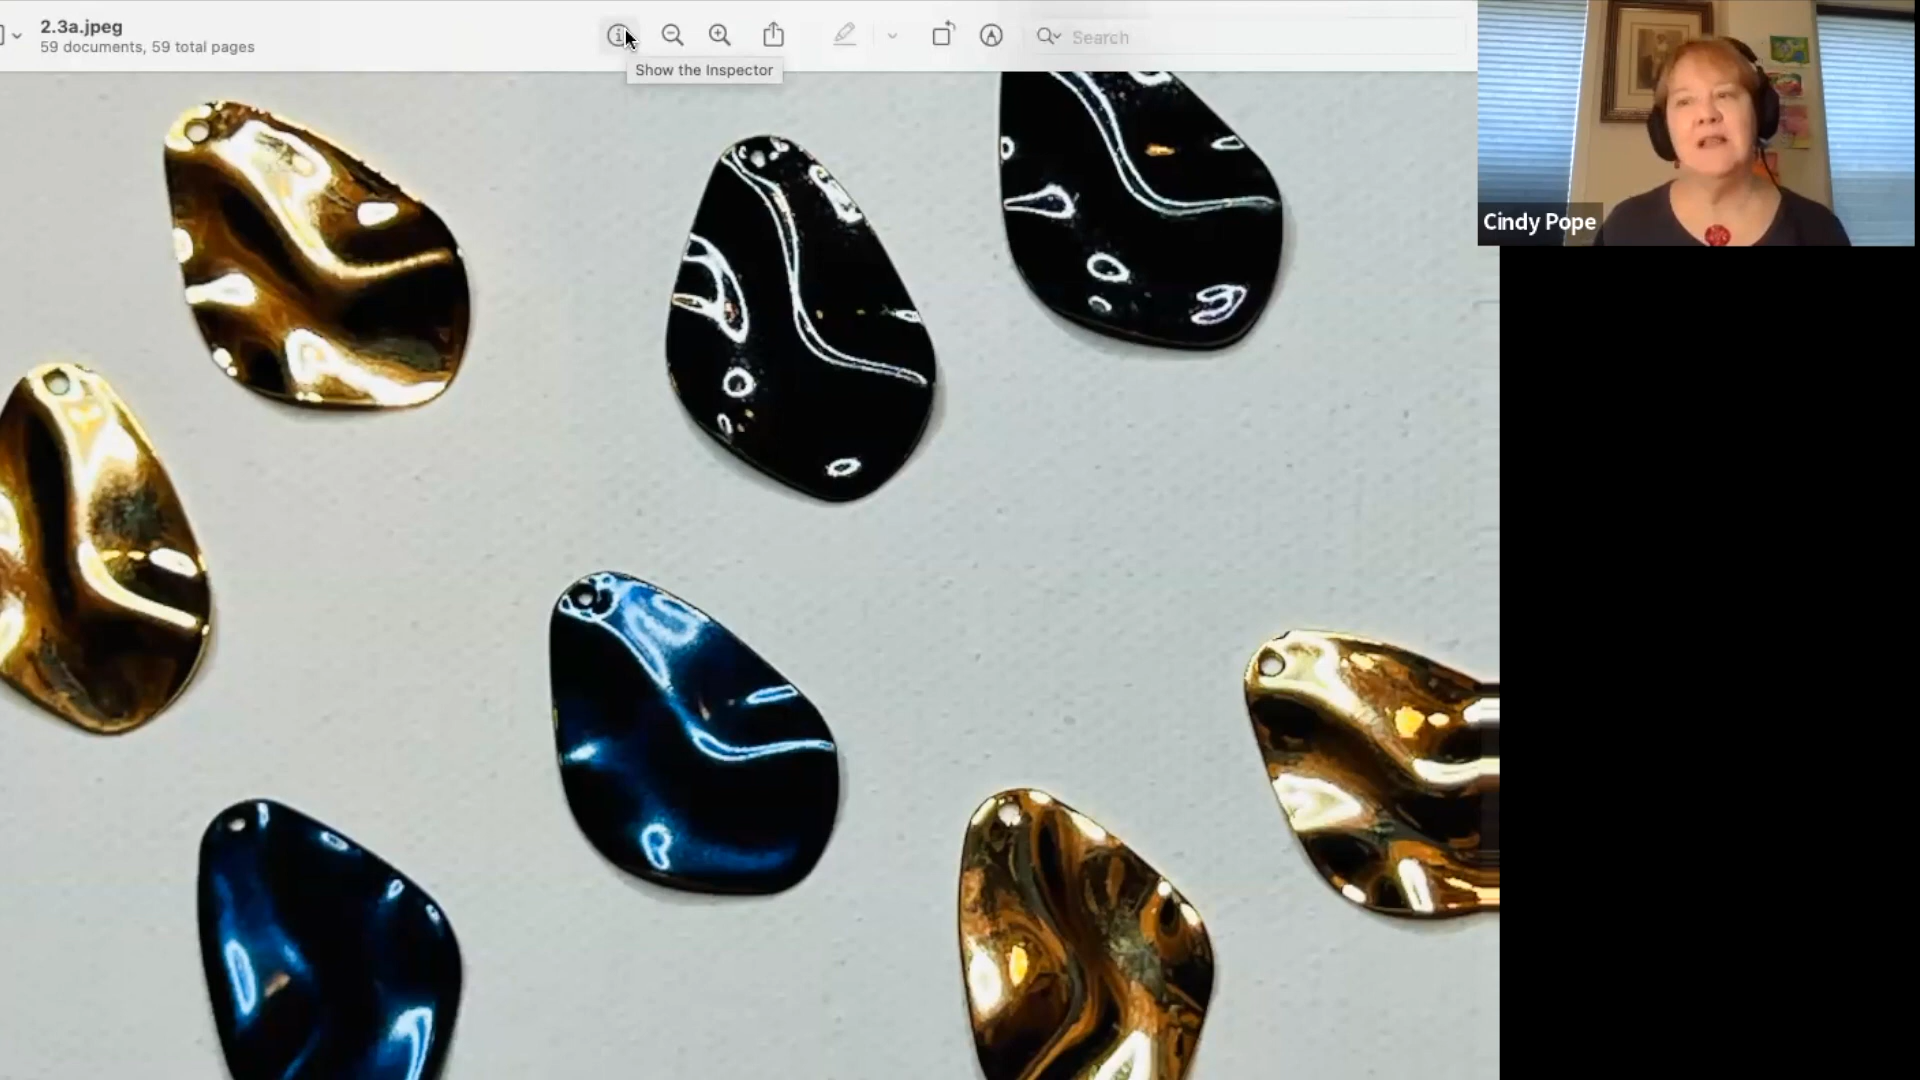 2.3a.jpeg
59 documents, 59 total pages
Search
Show the Inspector
Cindy Pope